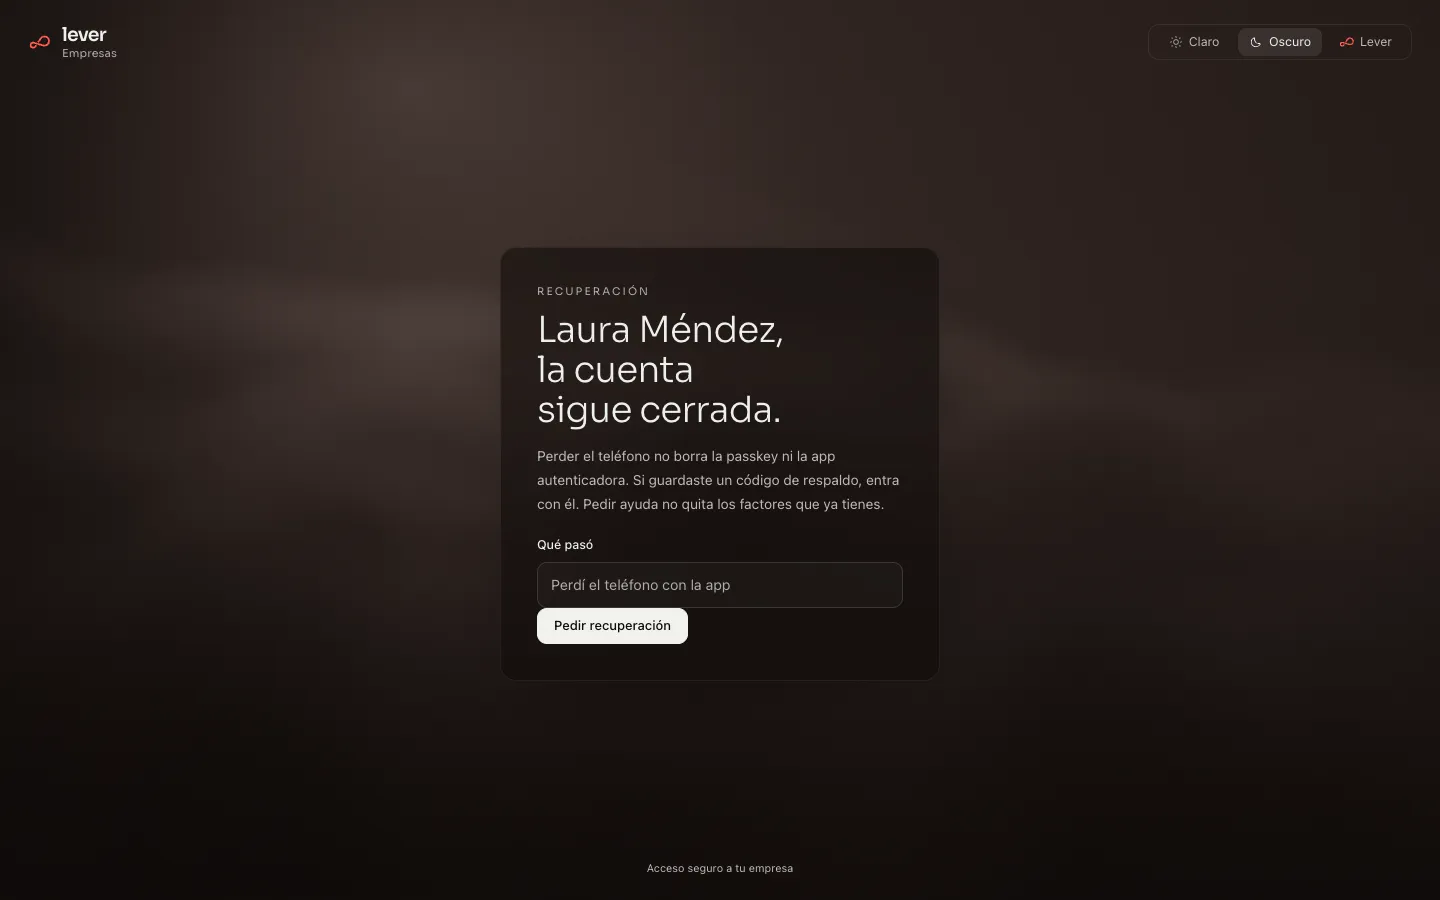 lever
Empresas
Claro
Oscuro
Lever
RECUPERACIÓN
Laura Méndez,
la cuenta
sigue cerrada.
Perder el teléfono no borra la passkey ni la app
autenticadora. Si guardaste un código de respaldo, entra
con él. Pedir ayuda no quita los factores que ya tienes.
Qué pasó
Perdí el teléfono con la app
Pedir recuperación
Acceso seguro a tu empresa